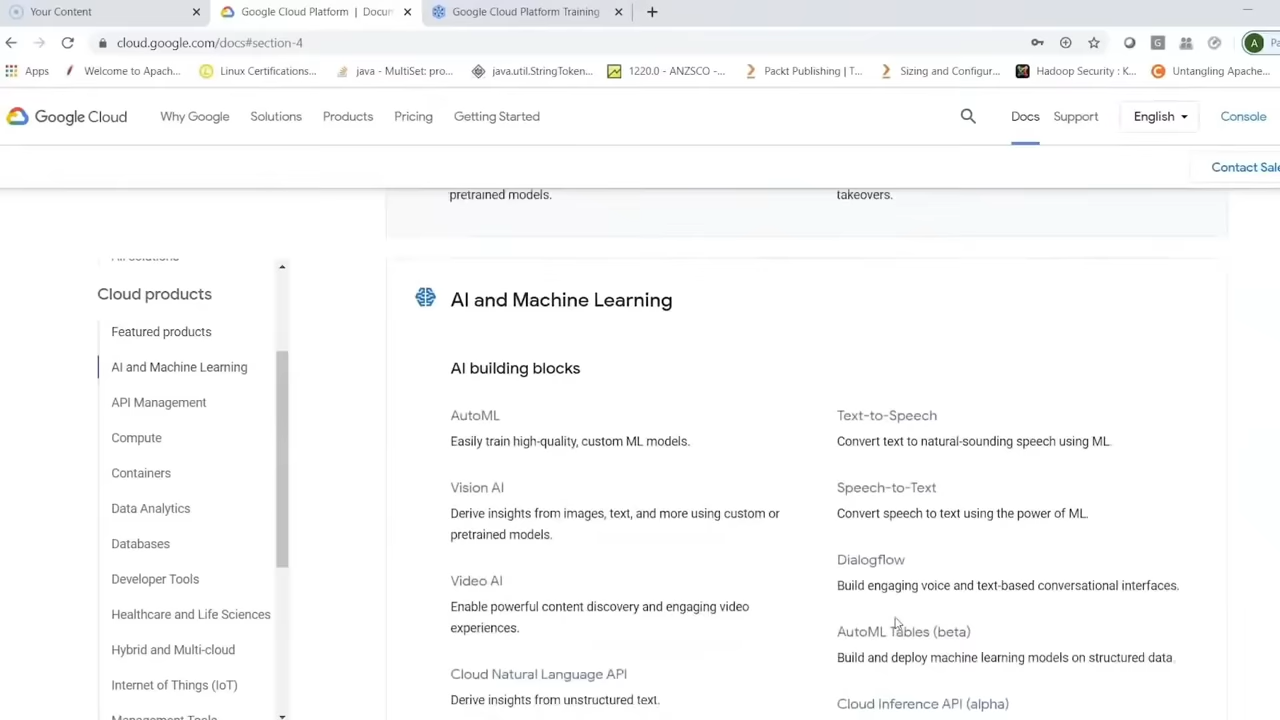 Your Content
Google Cloud Platform | Docu
Google Cloud Platform Training
cloud.google.com/docs#section-4
G
A
Pa
Apps
Welcome to Apach...
Linux Certifications...
java - MultiSet: pro...
java.util.StringToken...
1220.0 - ANZSCO -...
Packt Publishing | T...
Sizing and Configur...
Hadoop Security : K...
Untangling Apache...
Google Cloud
Why Google
Solutions
Products
Pricing
Getting Started
Docs
Support
English
Console
Contact Sale
pretrained models.
takeovers.
Cloud products
Featured products
AI and Machine Learning
API Management
Compute
Containers
Data Analytics
Databases
Developer Tools
Healthcare and Life Sciences
Hybrid and Multi-cloud
Internet of Things (IoT)
Management Tools
AI and Machine Learning
AI building blocks
AutoML
Easily train high-quality, custom ML models.
Vision AI
Derive insights from images, text, and more using custom or
pretrained models.
Video AI
Enable powerful content discovery and engaging video
experiences.
Cloud Natural Language API
Derive insights from unstructured text.
Text-to-Speech
Convert text to natural-sounding speech using ML.
Speech-to-Text
Convert speech to text using the power of ML.
Dialogflow
Build engaging voice and text-based conversational interfaces.
AutoML Tables (beta)
Build and deploy machine learning models on structured data
Cloud Inference API (alpha)